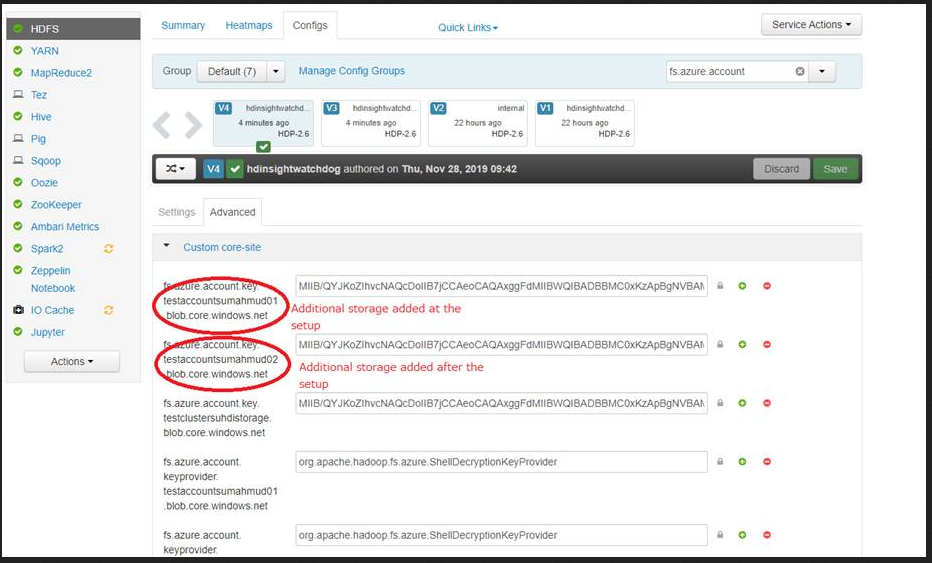 HDFS
YARN
MapReduce2
Tez
Hive
Pig
Sqoop
Oozie
ZooKeeper
Ambari Metrics
Spark2
Zeppelin
Notebook
IO Cache
Jupyter
Actions
Summary Heatmaps Configs Quick Links Service Actions
Group Default (7) Manage Config Groups fs.azure.account
V4 hdinsightwatchd...
4 minutes ago
HDP-2.6
V3 hdinsightwatchd...
4 minutes ago
HDP-2.6
V2 internal
22 hours ago
HDP-2.6
V1 hdinsightwatchd...
22 hours ago
HDP-2.6
V4 hdinsightwatchdog authored on Thu, Nov 28, 2019 09:42 Discard Save
Settings Advanced
Custom core-site
fs.azure.account.key.
testaccountsumahmud01
.blob.core.windows.net
Additional storage added at the
setup
fs.azure.account.key.
testaccountsumahmud02
.blob.core.windows.net
Additional storage added after the
setup
fs.azure.account.key.
testclustersuhdistorage.
blob.core.windows.net
fs.azure.account.
keyprovider.
testaccountsumahmud01
.blob.core.windows.net
org.apache.hadoop.fs.azure.ShellDecryptionKeyProvider
fs.azure.account.
keyprovider.
org.apache.hadoop.fs.azure.ShellDecryptionKeyProvider